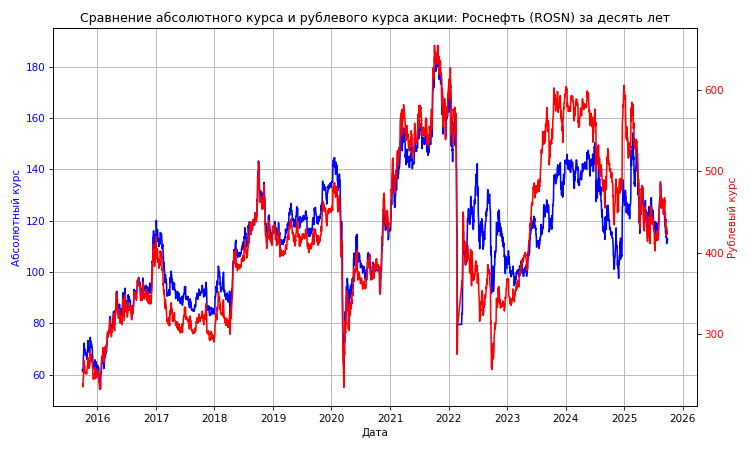 Сравнение абсолютного курса и рублевого курса акции: Роснефть (ROSN) за десять лет
180
160
140
120
100
80
60
Абсолютный курс
600
500
400
300
Рублевый курс
2016 2017 2018 2019 2020 2021 2022 2023 2024 2025 2026
Дата